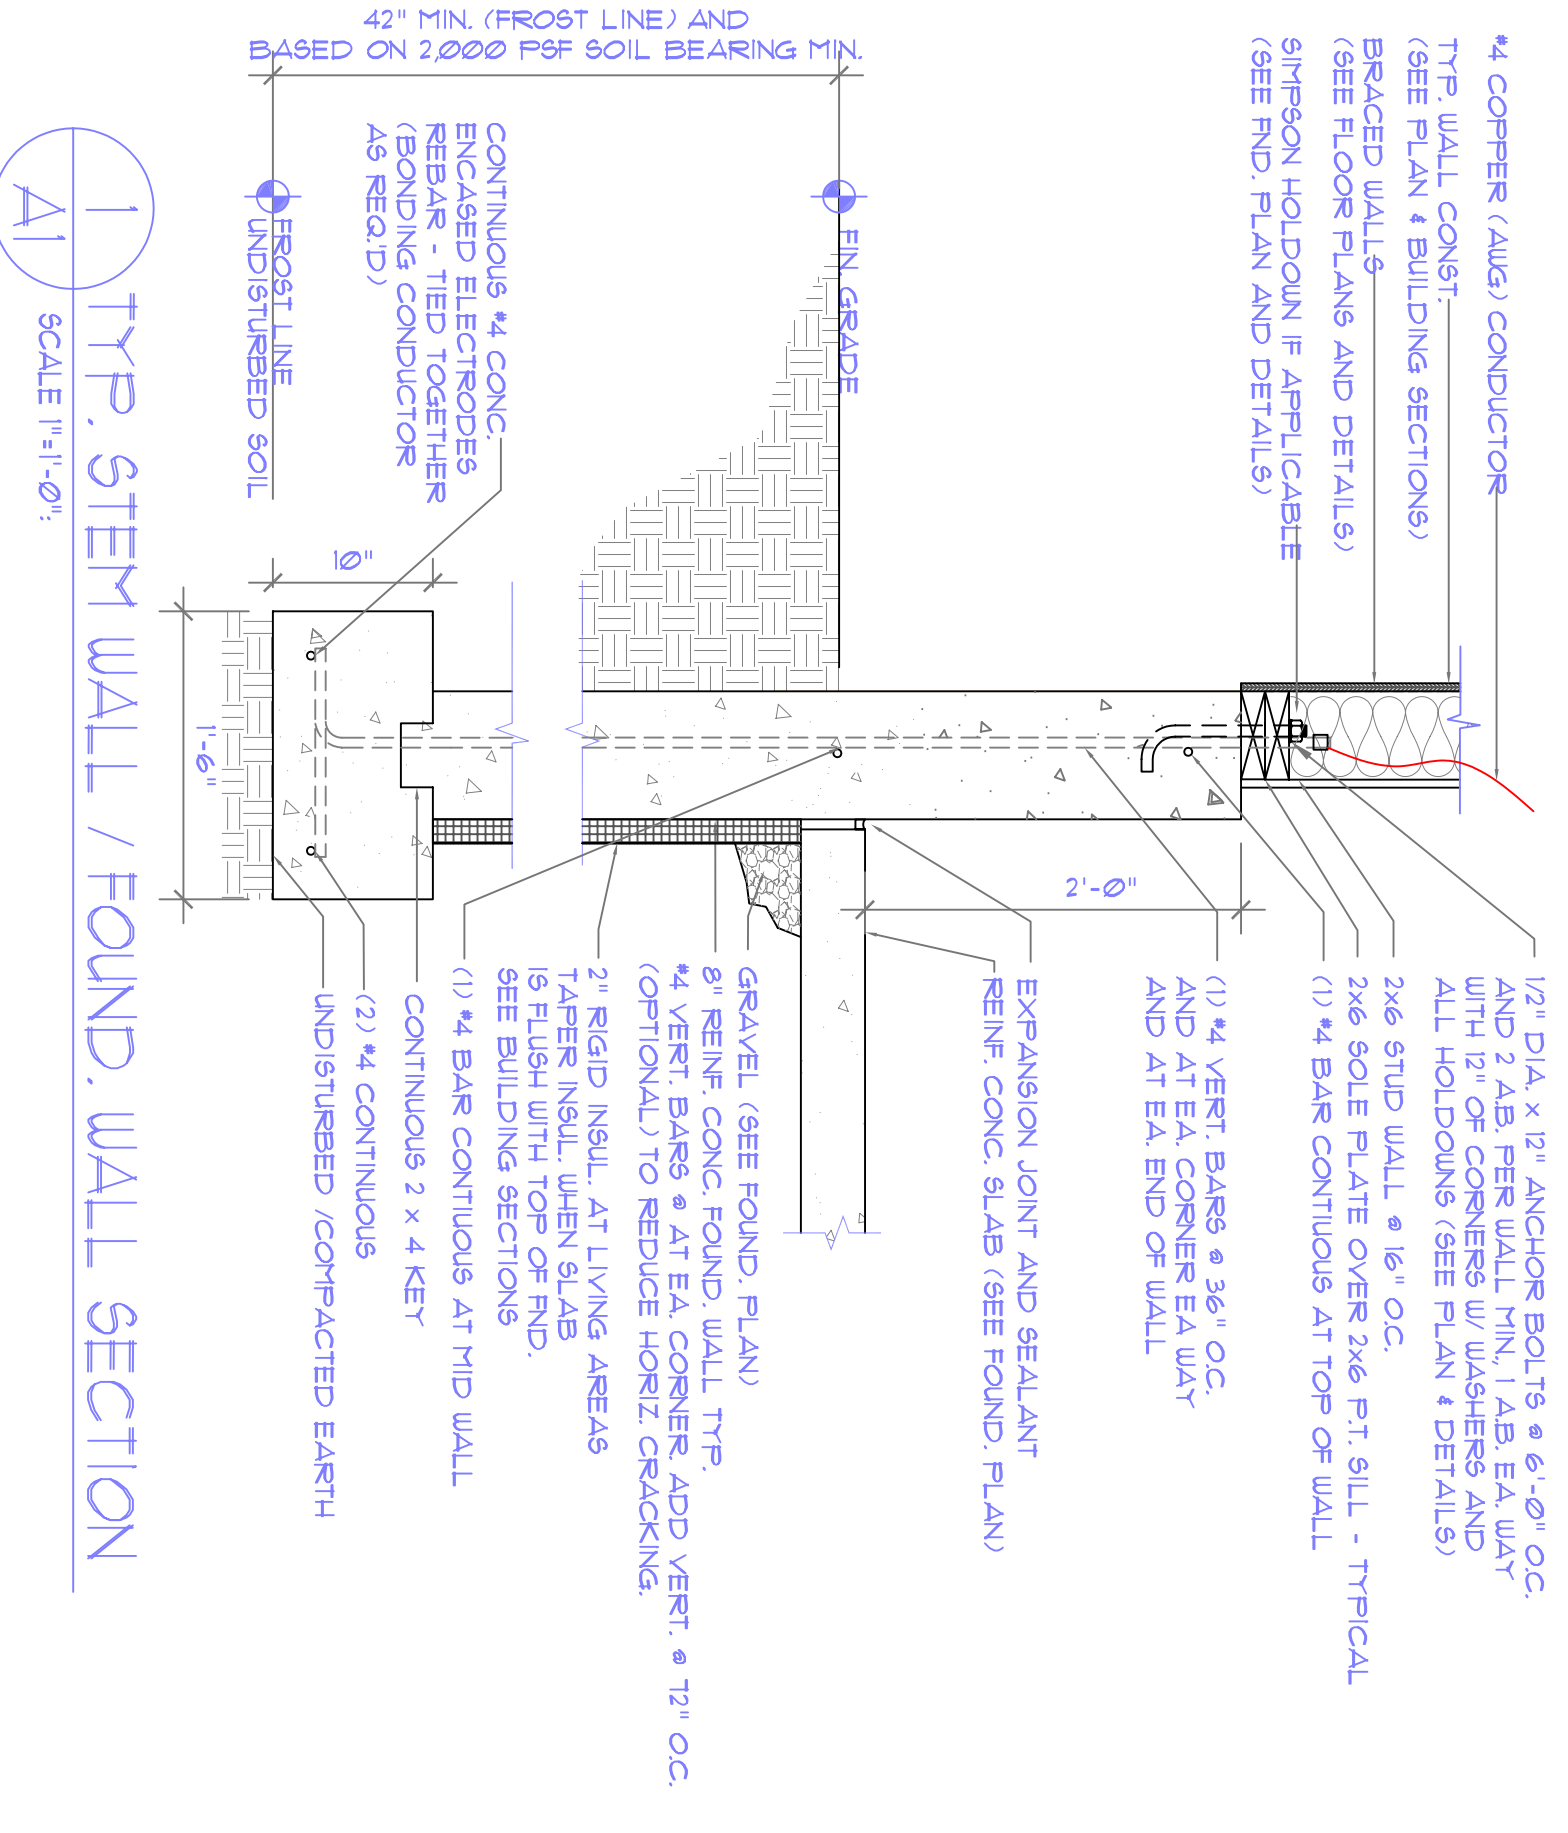 #4 COPPER (AWG) CONDUCTOR
TYP. WALL CONST.
(SEE PLAN & BUILDING SECTIONS)
BRACED WALLS
(SEE FLOOR PLANS AND DETAILS)
SIMPSON HOLDOWN IF APPLICABLE
(SEE FND. PLAN AND DETAILS)
1/2" DIA. x 12" ANCHOR BOLTS @ 6'-0" O.C.
AND 2 A.B. PER WALL MIN., 1 A.B. EA. WAY
WITH 12" OF CORNERS W/ WASHERS AND
ALL HOLDOWNS (SEE PLAN & DETAILS)
2x6 STUD WALL @ 16" O.C.
2x6 SOLE PLATE OVER 2x6 P.T. SILL - TYPICAL
(1) #4 BAR CONTIUOUS AT TOP OF WALL
(1) #4 VERT. BARS @ 36" O.C.
AND AT EA. CORNER EA WAY
AND AT EA. END OF WALL
2'-0"
EXPANSION JOINT AND SEALANT
REINF. CONC. SLAB (SEE FOUND. PLAN)
FIN. GRADE
42" MIN. (FROST LINE) AND
BASED ON 2,000 PSF SOIL BEARING MIN.
GRAVEL (SEE FOUND. PLAN)
8" REINF. CONC. FOUND. WALL TYP.
#4 VERT. BARS @ AT EA. CORNER. ADD VERT. @ 72" O.C.
(OPTIONAL) TO REDUCE HORIZ. CRACKING.
2" RIGID INSUL. AT LIVING AREAS
TAPER INSUL. WHEN SLAB
IS FLUSH WITH TOP OF FND.
SEE BUILDING SECTIONS
(1) #4 BAR CONTIUOUS AT MID WALL
CONTINUOUS 2 x 4 KEY
(2) #4 CONTINUOUS
UNDISTURBED /COMPACTED EARTH
CONTINUOUS #4 CONC.
ENCASED ELECTRODES
REBAR - TIED TOGETHER
(BONDING CONDUCTOR
AS REQ.'D)
10"
FROST LINE
UNDISTURBED SOIL
1'-6"
1
A1
TYP. STEM WALL / FOUND. WALL SECTION
SCALE 1"=1'-0":